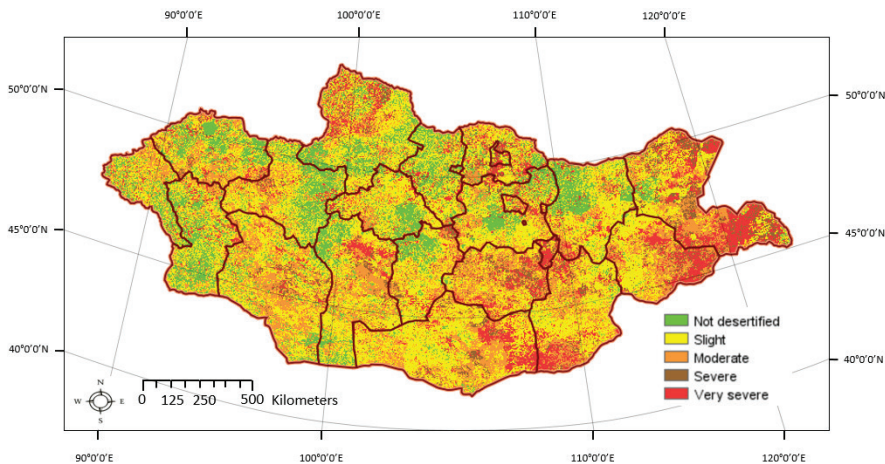 90°0'0"E
100°0'0"E
110°0'0"E
120°0'0"E
50°0'0"N
50°0'0"N
45°0'0"N
45°0'0"N
40°0'0"N
40°0'0"N
Not desertified
Slight
Moderate
Severe
Very severe
N
W E
S
0 125 250 500 Kilometers
90°0'0"E
100°0'0"E
110°0'0"E
120°0'0"E